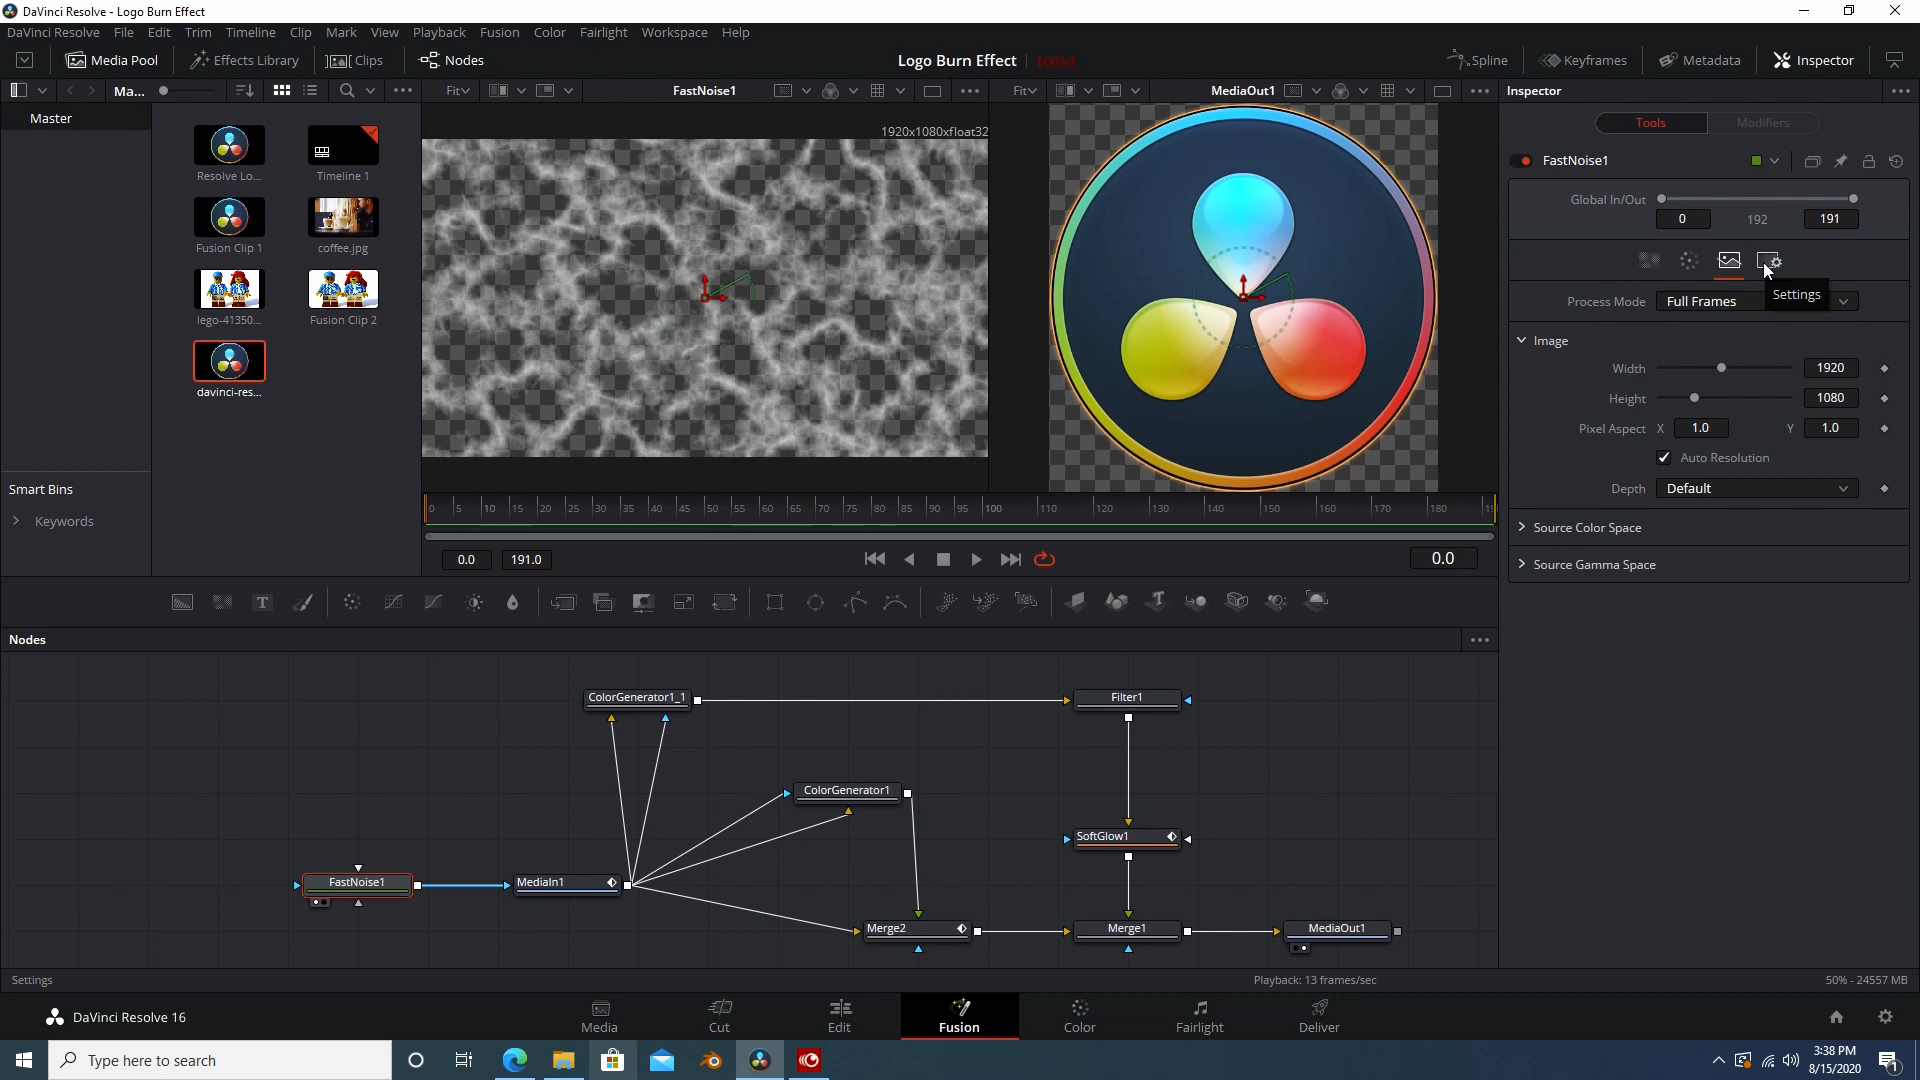 DaVinci Resolve - Logo Burn Effect
DaVinci Resolve File Edit Trim Timeline Clip Mark View Playback Fusion Color Fairlight Workspace Help
Media Pool Effects Library Clips Nodes Logo Burn Effect Edited Spline Keyframes Metadata Inspector
Ma... Fit FastNoise1 Fit MediaOut1 Inspector
Master
1920x1080xfloat32
Tools Modifiers
FastNoise1
Resolve Lo... Timeline 1
Global In/Out
0 192 191
Fusion Clip 1 coffee.jpg
Settings
Process Mode Full Frames
lego-41350... Fusion Clip 2
Image
Width 1920
davinci-res...
Height 1080
Pixel Aspect X 1.0 Y 1.0
Auto Resolution
Smart Bins
Depth Default
0 5 10 15 20 25 30 35 40 45 50 55 60 65 70 75 80 85 90 95 100 110 120 130 140 150 160 170 180 19
Keywords
Source Color Space
0.0 191.0 0.0
Source Gamma Space
T T
Nodes
ColorGenerator1_1 Filter1
ColorGenerator1
SoftGlow1
FastNoise1 MediaIn1
Merge2 Merge1 MediaOut1
Settings Playback: 13 frames/sec 50% - 24557 MB
DaVinci Resolve 16
Media Cut Edit Fusion Color Fairlight Deliver
Type here to search
3:38 PM
8/15/2020
1